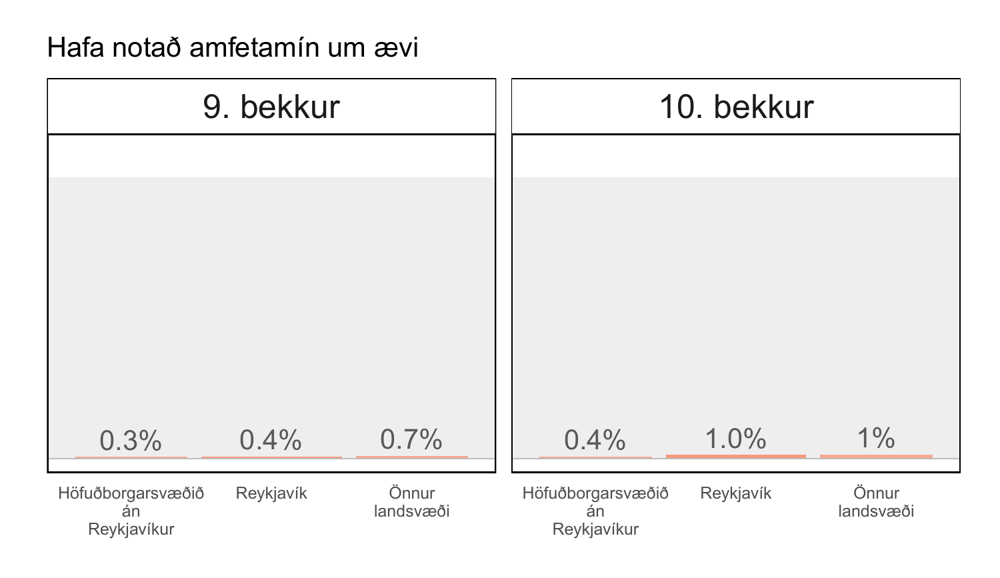 Hafa notað amfetamín um ævi
9. bekkur
0.3%
0.4%
0.7%
Höfuðborgarsvæðið
án
Reykjavíkur
Reykjavík
Önnur
landsvæði
10. bekkur
0.4%
1.0%
1%
Höfuðborgarsvæðið
án
Reykjavíkur
Reykjavík
Önnur
landsvæði